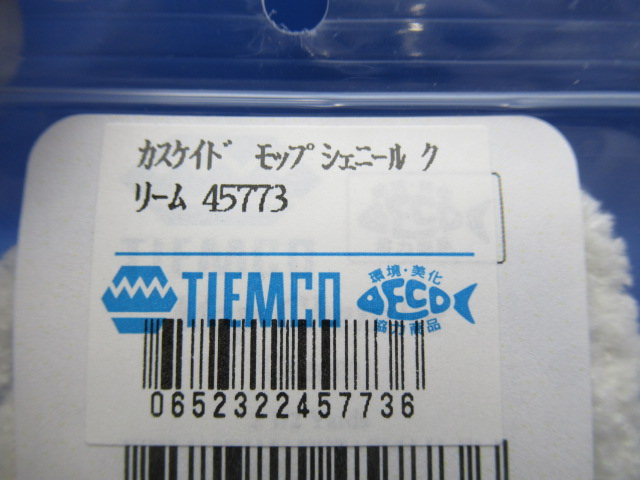 カスケイド モップシェニール ク
リーム 45773
TIEMCO
環境・美化
DECO
協力商品
0652322457736